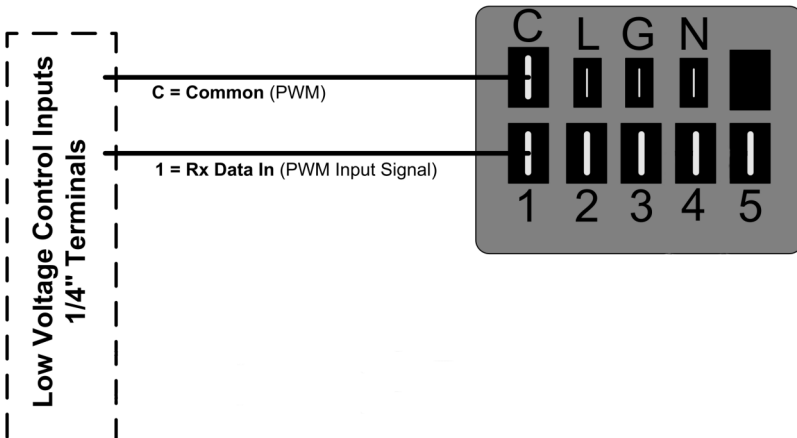 C L G N
C = Common (PWM)
1 = Rx Data In (PWM Input Signal)
1 2 3 4 5
Low Voltage Control Inputs
1/4" Terminals